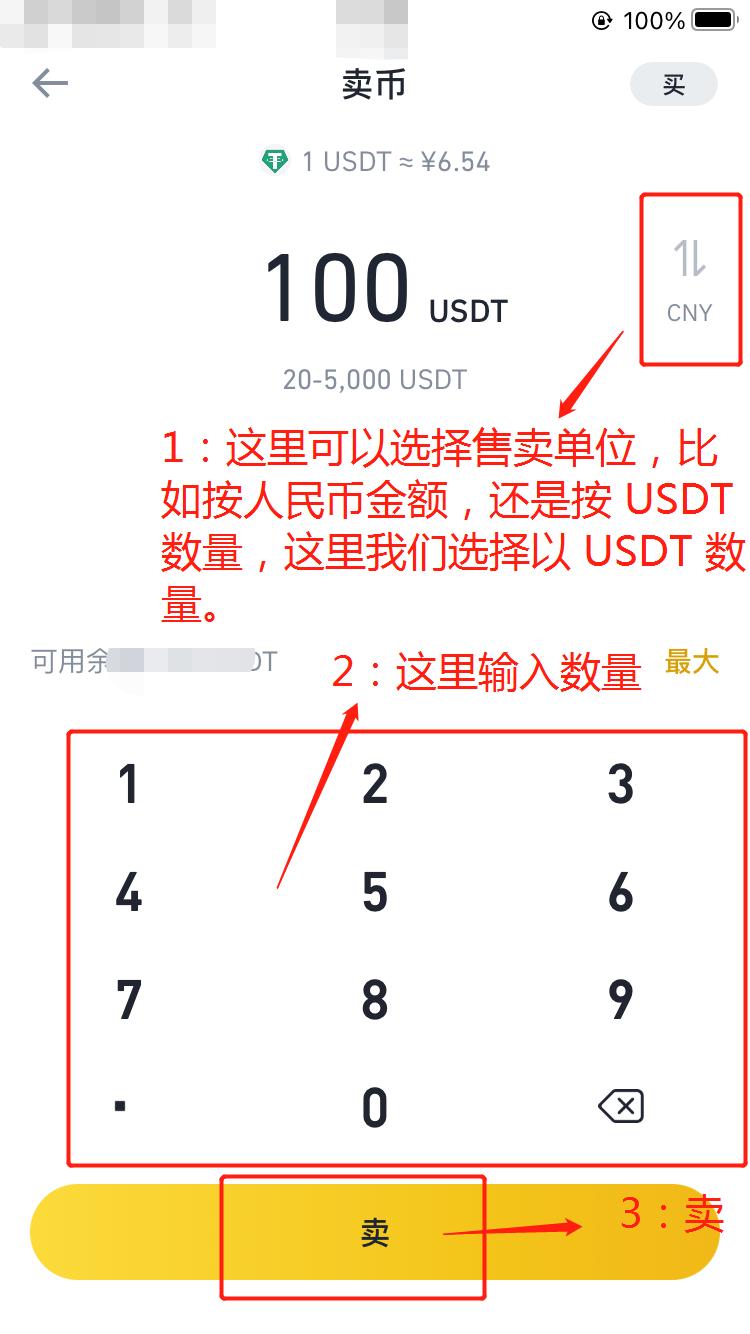 100%
卖币
买
1 USDT ≈ ¥6.54
100 USDT
CNY
20-5,000 USDT
1：这里可以选择售卖单位，比
如按人民币金额，还是按 USDT
数量，这里我们选择以 USDT 数
量。
可用余
2：这里输入数量
最大
1 2 3
4 5 6
7 8 9
. 0
卖
3：卖